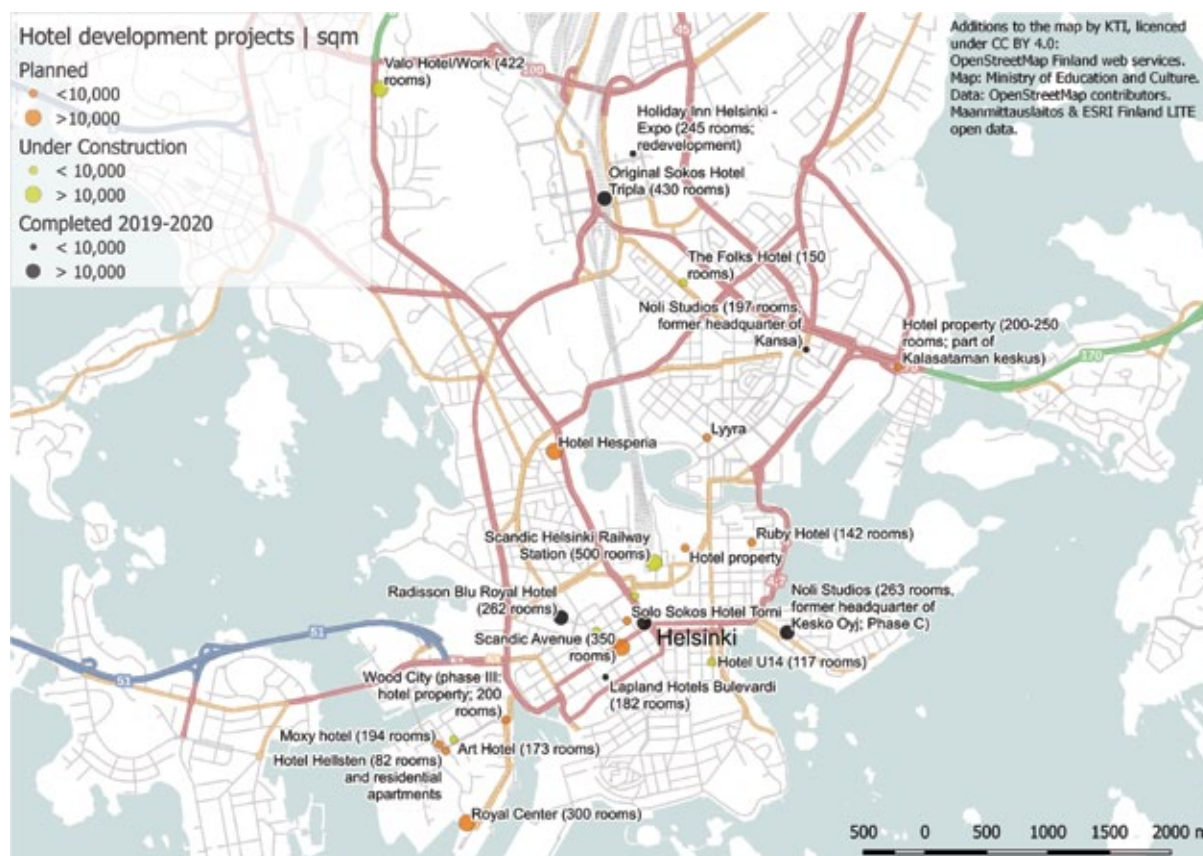 Hotel development projects | sqm
Planned
<10,000
>10,000
Under Construction
< 10,000
> 10,000
Completed 2019-2020
< 10,000
> 10,000
Additions to the map by KTI, licenced
under CC BY 4.0:
OpenStreetMap Finland web services.
Map: Ministry of Education and Culture.
Data: OpenStreetMap contributors.
Maanmittauslaitos & ESRI Finland LITE
open data.
45
Valo Hotel/Work (422
rooms)
Holiday Inn Helsinki -
Expo (245 rooms;
redevelopment)
Original Sokos Hotel
Tripla (430 rooms)
The Folks Hotel (150
rooms)
Noli Studios (197 rooms,
former headquarter of
Kansa)
Hotel property (200-250
rooms; part of
Kalasataman keskus)
170
Hotel Hesperia
Lyyra
Scandic Helsinki Railway
Station (500 rooms)
Hotel property
Ruby Hotel (142 rooms)
Radisson Blu Royal Hotel
(262 rooms)
Solo Sokos Hotel Torni
Helsinki
Noli Studios (263 rooms,
former headquarter of
Kesko Oyj; Phase C)
Scandic Avenue (350
rooms)
51
51
Hotel U14 (117 rooms)
Wood City (phase III:
hotel property; 200
rooms)
Lapland Hotels Bulevardi
(182 rooms)
Moxy hotel (194 rooms)
Art Hotel (173 rooms)
Hotel Hellsten (82 rooms)
and residential
apartments
Royal Center (300 rooms)
500 0 500 1000 1500 2000 m